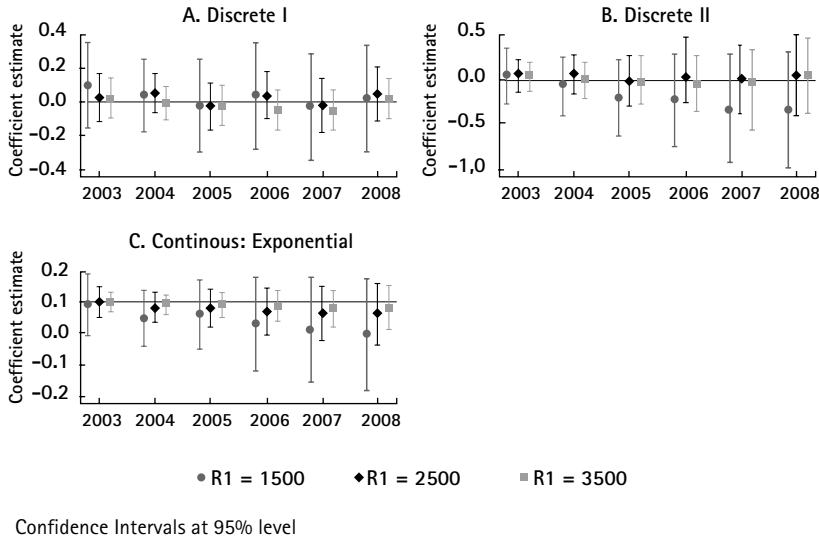 A. Discrete I
Coefficient estimate
0.4
0.2
0.0
−0.2
−0.4
2003 2004 2005 2006 2007 2008
B. Discrete II
Coefficient estimate
0.5
0.0
−0.5
−1.0
2003 2004 2005 2006 2007 2008
C. Continous: Exponential
Coefficient estimate
0.2
0.1
0.0
−0.1
−0.2
2003 2004 2005 2006 2007 2008
R1 = 1500 R1 = 2500 R1 = 3500
Confidence Intervals at 95% level